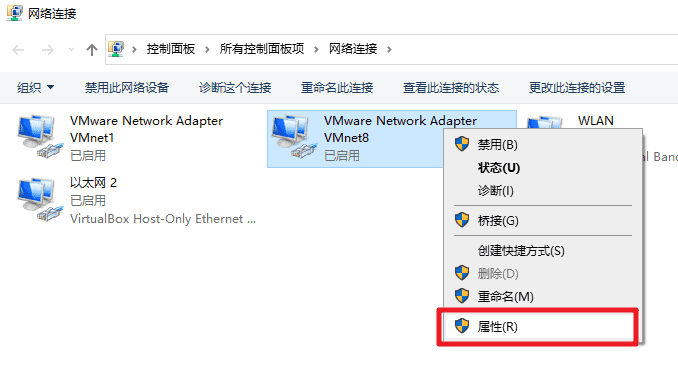 网络连接
控制面板 › 所有控制面板项 › 网络连接 ›
组织 禁用此网络设备 诊断这个连接 重命名此连接 查看此连接的状态 更改此连接的设置
VMware Network Adapter
VMnet1
已启用
VMware Network Adapter
VMnet8
已启用
WLAN
al Band
以太网 2
已启用
VirtualBox Host-Only Ethernet ...
禁用(B)
状态(U)
诊断(I)
桥接(G)
创建快捷方式(S)
删除(D)
重命名(M)
属性(R)